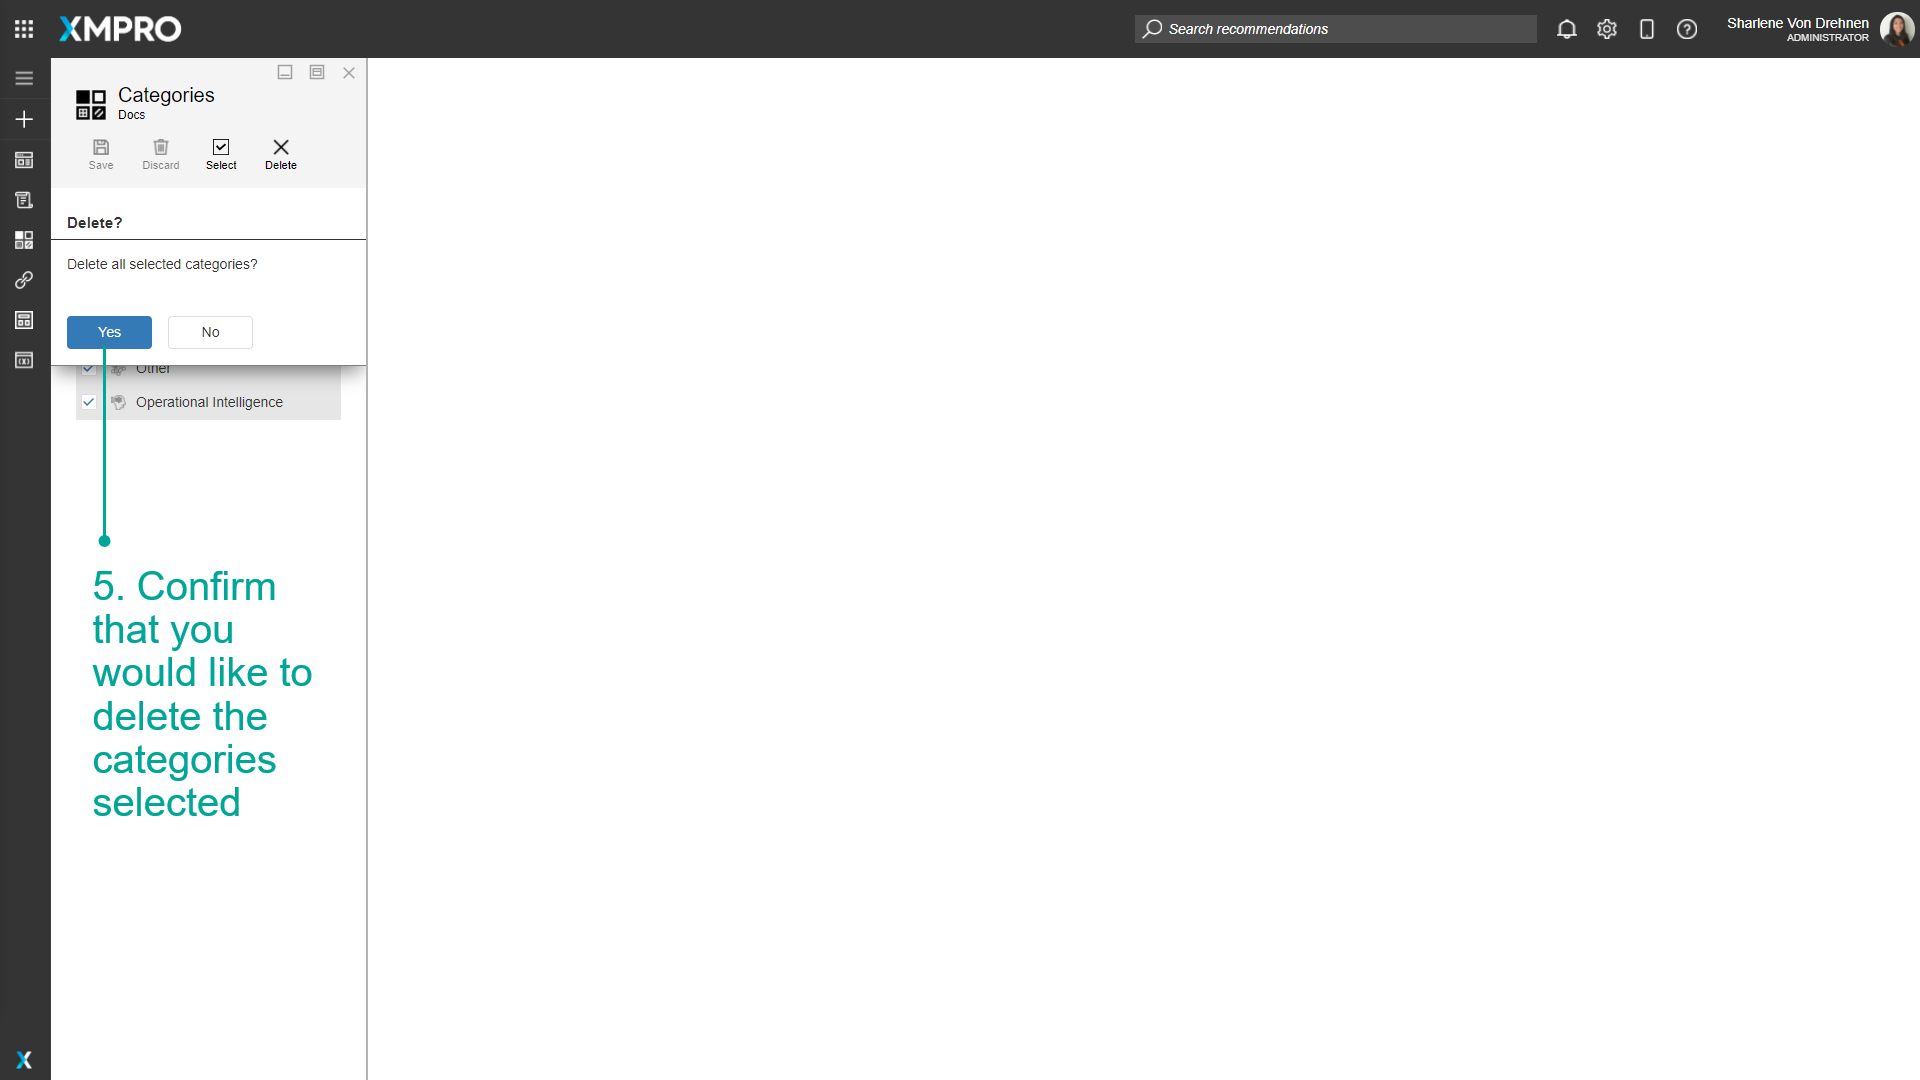 XMPRO
Search recommendations
Sharlene Von Drehnen
ADMINISTRATOR
Categories
Docs
Save
Discard
Select
Delete
Delete?
Delete all selected categories?
Yes
No
Other
Operational Intelligence
5. Confirm
that you
would like to
delete the
categories
selected